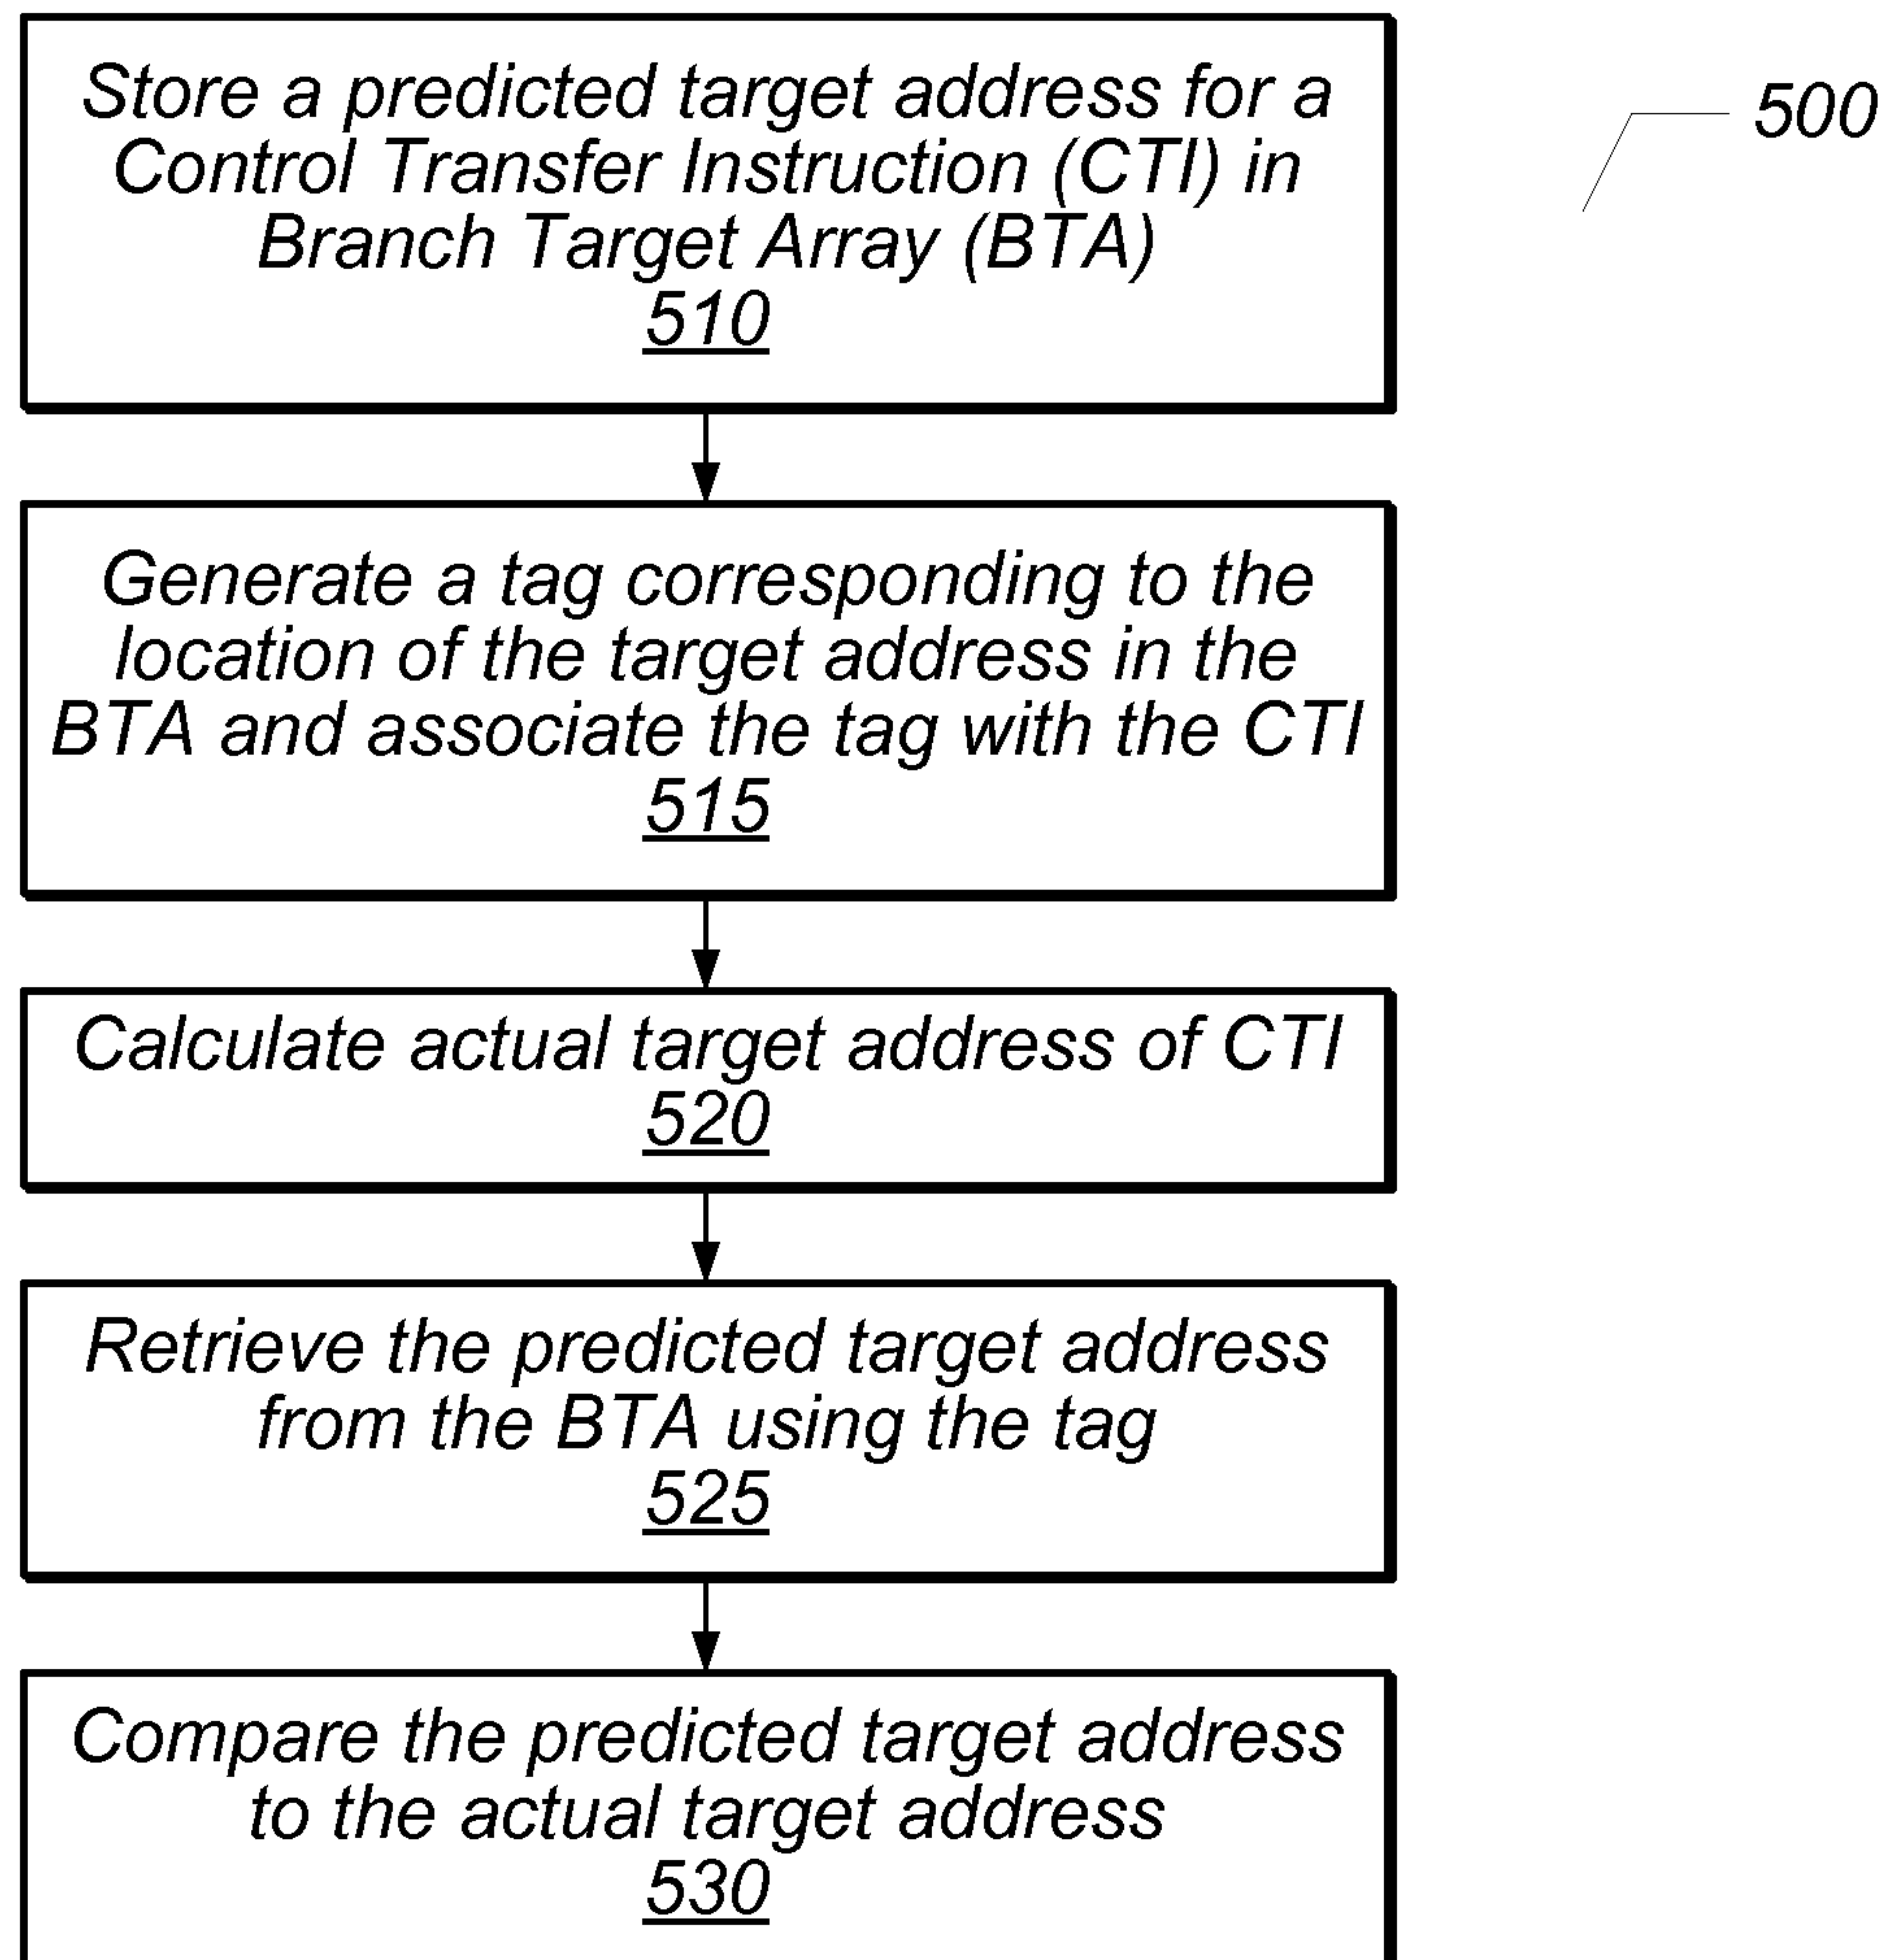 Store a predicted target address for a
Control Transfer Instruction (CTI) in
Branch Target Array (BTA)
510
500
Generate a tag corresponding to the
location of the target address in the
BTA and associate the tag with the CTI
515
Calculate actual target address of CTI
520
Retrieve the predicted target address
from the BTA using the tag
525
Compare the predicted target address
to the actual target address
530